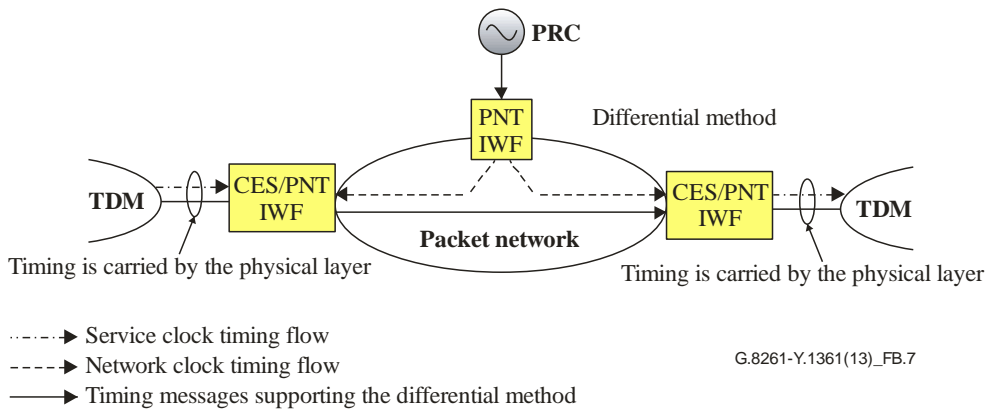 PRC
PNT
IWF
Differential method
TDM
CES/PNT
IWF
CES/PNT
IWF
TDM
Packet network
Timing is carried by the physical layer
Timing is carried by the physical layer
Service clock timing flow
Network clock timing flow
G.8261-Y.1361(13)_FB.7
Timing messages supporting the differential method